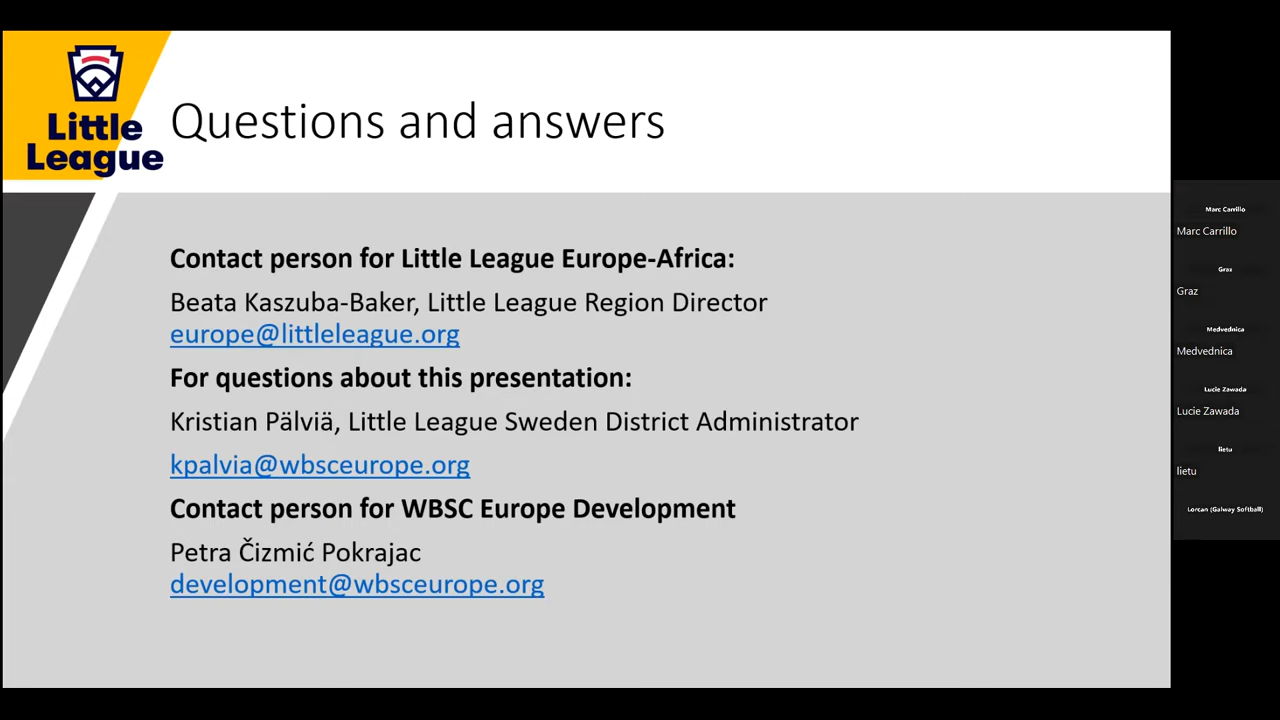 Little
League
Questions and answers
Contact person for Little League Europe-Africa:
Beata Kaszuba-Baker, Little League Region Director
europe@littleleague.org
For questions about this presentation:
Kristian Pälviä, Little League Sweden District Administrator
kpalvia@wbsceurope.org
Contact person for WBSC Europe Development
Petra Čizmić Pokrajac
development@wbsceurope.org
Marc Carrillo
Marc Carrillo
Graz
Graz
Medvednica
Medvednica
Lucie Zawada
Lucie Zawada
lietu
lietu
Lorcan (Galway Softball)